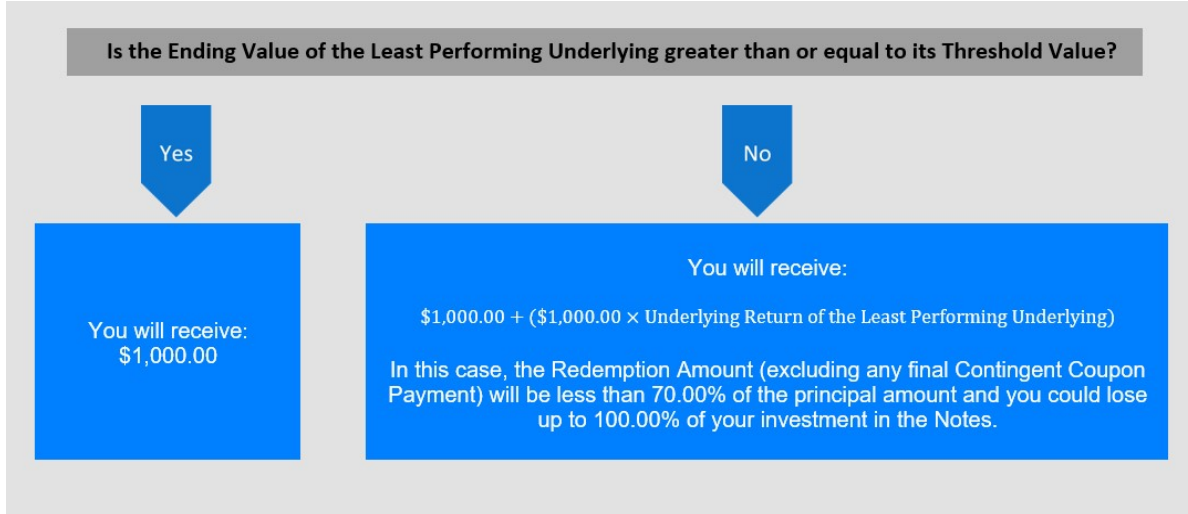 Is the Ending Value of the Least Performing Underlying greater than or equal to its Threshold Value?
Yes
No
You will receive:
$1,000.00
You will receive:
$1,000.00 + ($1,000.00 × Underlying Return of the Least Performing Underlying)
In this case, the Redemption Amount (excluding any final Contingent Coupon
Payment) will be less than 70.00% of the principal amount and you could lose
up to 100.00% of your investment in the Notes.